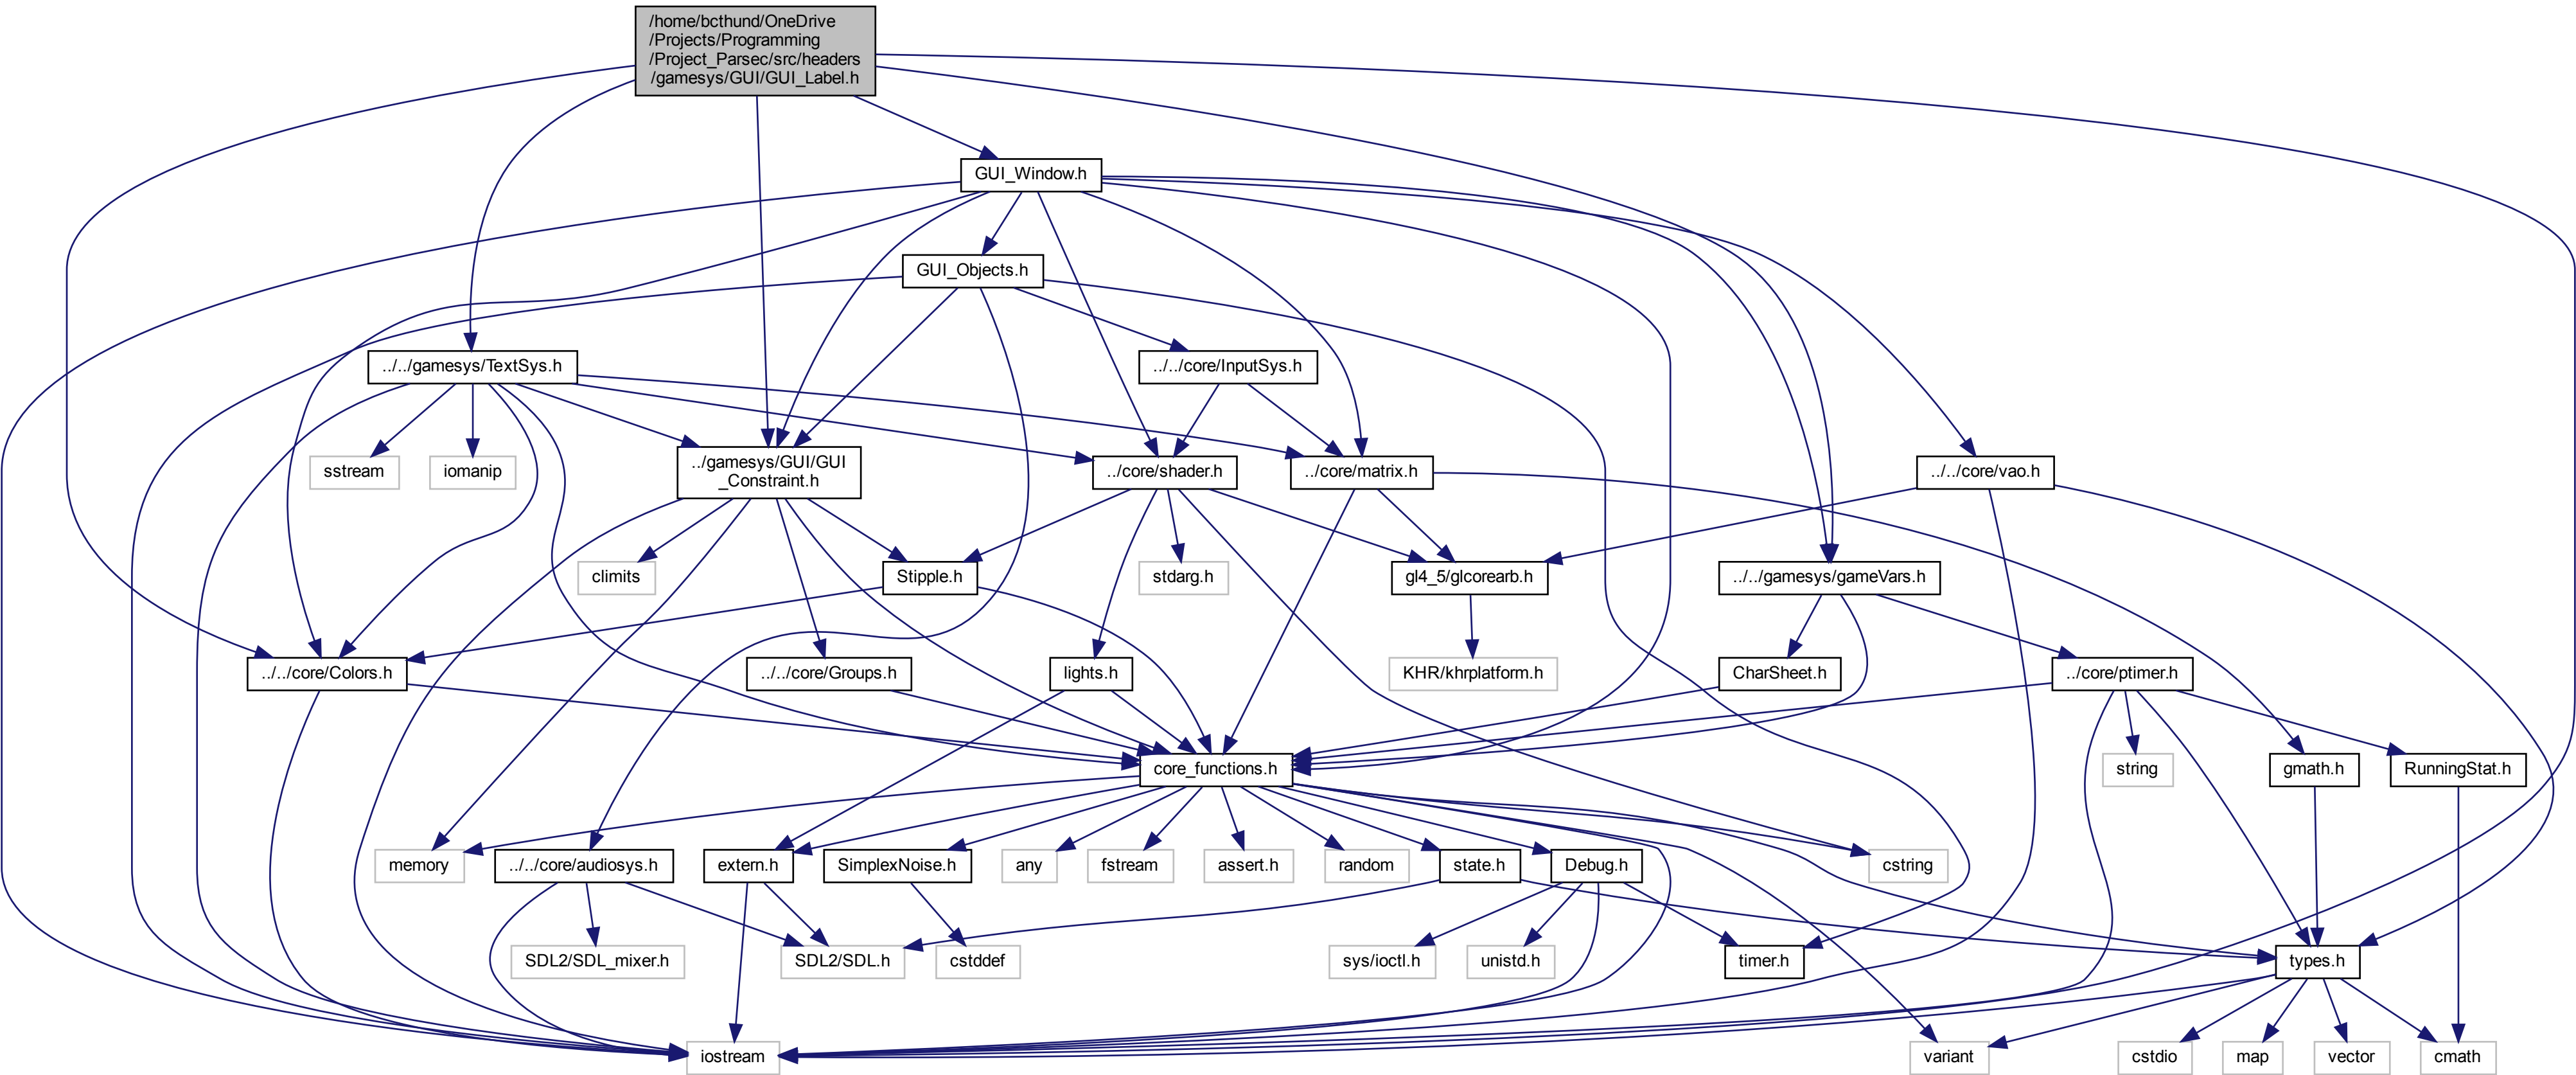 /home/bcthund/OneDrive
/Projects/Programming
/Project_Parsec/src/headers
/gamesys/GUI/GUI_Label.h
GUI_Window.h
GUI_Objects.h
../../gamesys/TextSys.h
../../core/InputSys.h
sstream
iomanip
../gamesys/GUI/GUI
_Constraint.h
../core/shader.h
../core/matrix.h
../../core/vao.h
climits
Stipple.h
stdarg.h
gl4_5/glcorearb.h
../../gamesys/gameVars.h
../../core/Colors.h
../../core/Groups.h
lights.h
KHR/khrplatform.h
CharSheet.h
../core/ptimer.h
core_functions.h
string
gmath.h
RunningStat.h
memory
../../core/audiosys.h
extern.h
SimplexNoise.h
any
fstream
assert.h
random
state.h
Debug.h
cstring
SDL2/SDL_mixer.h
SDL2/SDL.h
cstddef
sys/ioctl.h
unistd.h
timer.h
types.h
iostream
variant
cstdio
map
vector
cmath